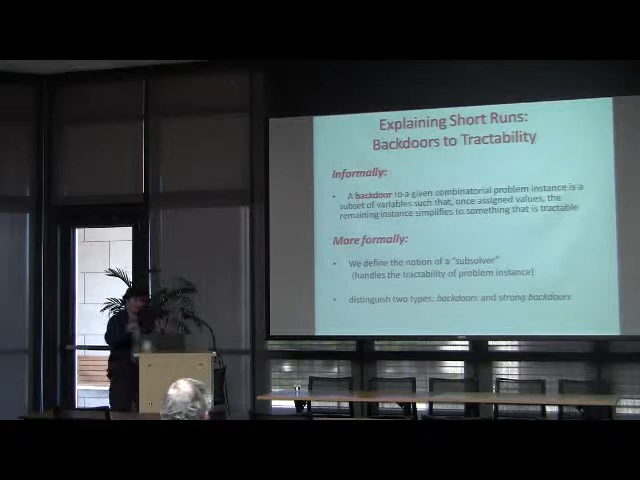 Explaining Short Runs:
Backdoors to Tractability
Informally:
• A backdoor to a given combinatorial problem instance is a
subset of variables such that, once assigned values, the
remaining instance simplifies to something that is tractable
More formally:
• We define the notion of a "subsolver"
(handles the tractability of problem instance)
• distinguish two types: backdoors and strong backdoors